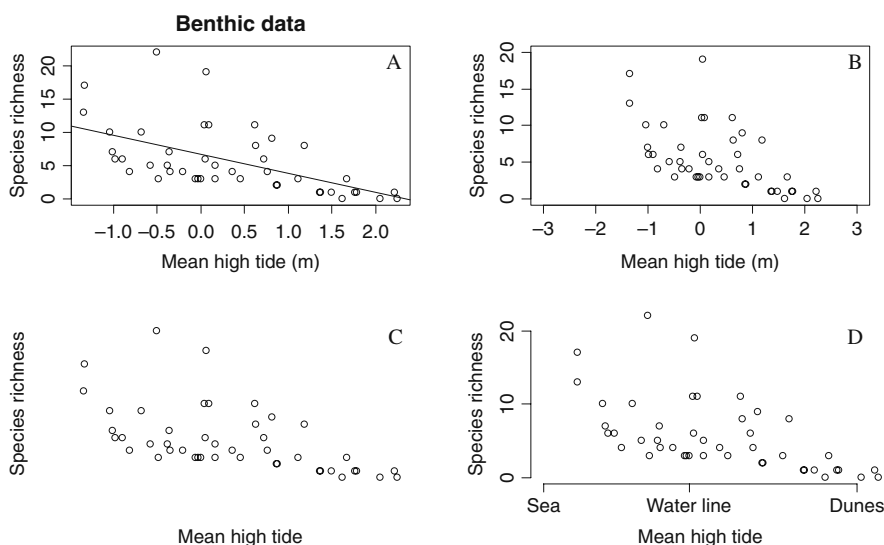 Benthic data
A
Species richness
0 5 10 15 20
−1.0 −0.5 0.0 0.5 1.0 1.5 2.0
Mean high tide (m)
B
Species richness
0 5 10 15 20
−3 −2 −1 0 1 2 3
Mean high tide (m)
C
Species richness
Mean high tide
D
Species richness
0 10 20
Sea Water line Dunes
Mean high tide